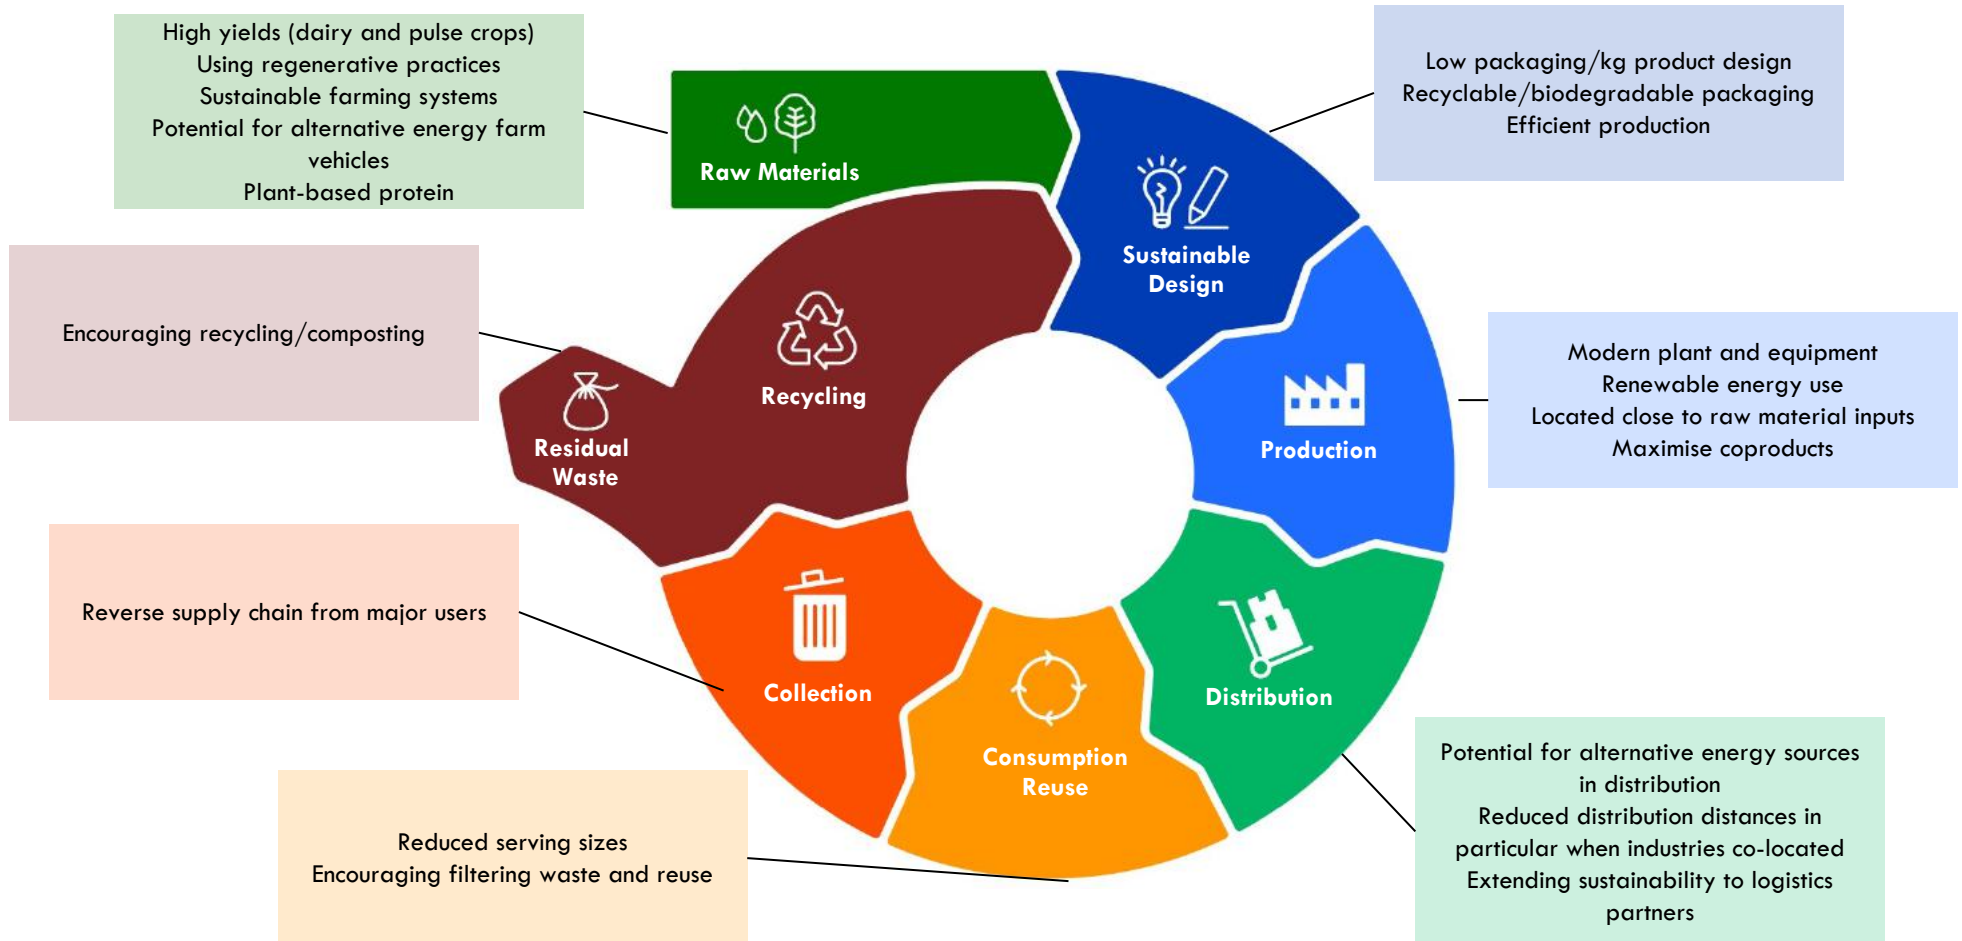 High yields (dairy and pulse crops)
Using regenerative practices
Sustainable farming systems
Potential for alternative energy farm
vehicles
Plant-based protein
Raw Materials
Low packaging/kg product design
Recyclable/biodegradable packaging
Efficient production
Sustainable
Design
Encouraging recycling/composting
Recycling
Residual
Waste
Modern plant and equipment
Renewable energy use
Located close to raw material inputs
Maximise coproducts
Production
Reverse supply chain from major users
Collection
Distribution
Consumption
Reuse
Potential for alternative energy sources
in distribution
Reduced distribution distances in
particular when industries co-located
Extending sustainability to logistics
partners
Reduced serving sizes
Encouraging filtering waste and reuse